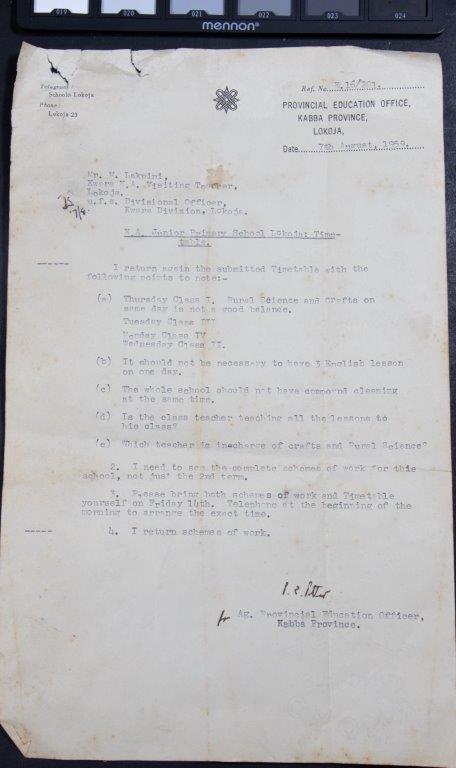 019 020 021 022 023 024
mennon
Telegrams:
Schools Lokoja
Phone:
Lokoja 23
Ref. No.
PROVINCIAL EDUCATION OFFICE,
KABBA PROVINCE,
LOKOJA,
Date 7th August, 1959.
Mr. W. Lakpini,
Kwara N.A. Visiting Teacher,
Lokoja.
u.f.s. Divisional Officer,
Kwara Division, Lokoja.
7/8
N.A. Junior Primary School Lokoja: Time-
table.
I return again the submitted Timetable with the
following points to note:-
(a) Thursday Class I. Rural Science and Crafts on
same day is not a good balance.
Tuesday Class III
Monday Class IV
Wednesday Class II.
(b) It should not be necessary to have 3 English lesson
on one day.
(c) The whole school should not have compound cleaning
at the same time.
(d) Is the class teacher teaching all the lessons to
his class?
(e) Which teacher is incharge of crafts and Rural Science?
2. I need to see the complete schemes of work for this
school, not just the 2nd term.
3. Please bring both schemes of work and Timetable
yourself on Friday 14th. Telephone at the beginning of the
morning to arrange the exact time.
4. I return schemes of work.
for Ag. Provincial Education Officer,
Kabba Province.